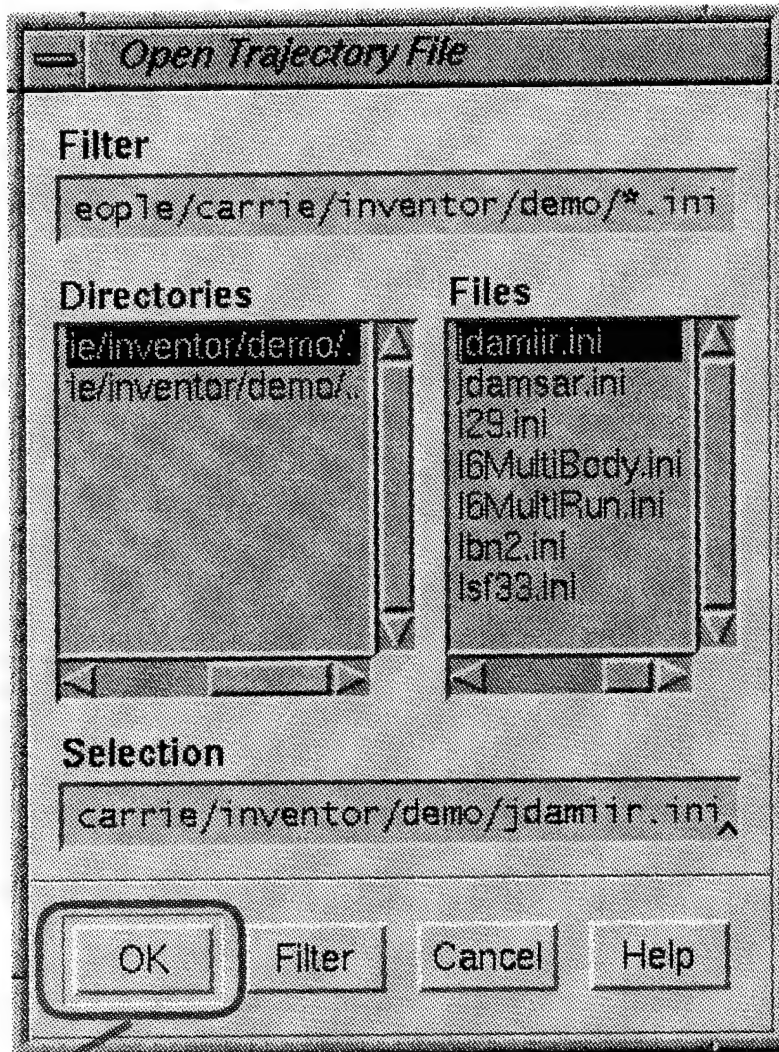 Open Trajectory File
Filter
eople/carrie/inventor/demo/*.ini
Directories
ie/inventor/demo/.
ie/inventor/demo/..
Files
jdamiir.ini
jdamsar.ini
l29.ini
l6MultiBody.ini
l6MultiRun.ini
lbn2.ini
lsf33.ini
Selection
carrie/inventor/demo/jdamiir.ini
OK
Filter
Cancel
Help